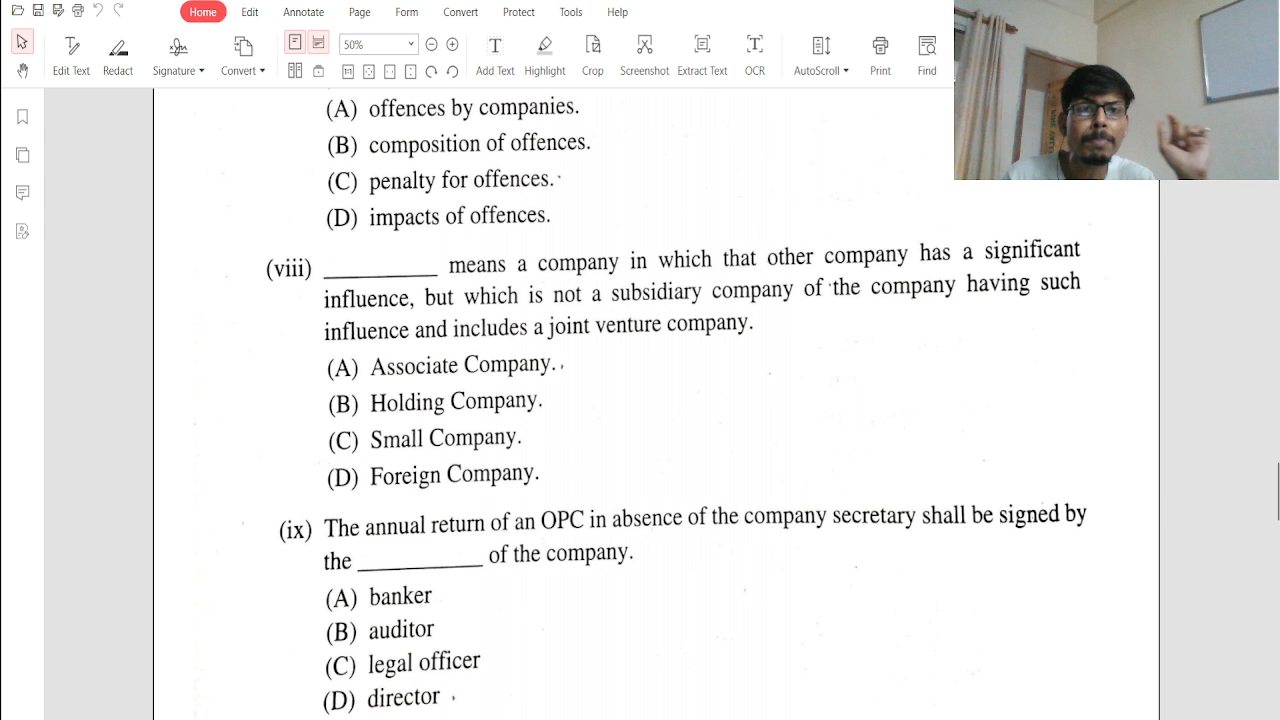 Home Edit Annotate Page Form Convert Protect Tools Help
50%
Edit Text Redact Signature Convert Add Text Highlight Crop Screenshot Extract Text OCR AutoScroll Print Find
(A) offences by companies.
(B) composition of offences.
(C) penalty for offences.
(D) impacts of offences.
(viii) __________ means a company in which that other company has a significant
influence, but which is not a subsidiary company of the company having such
influence and includes a joint venture company.
(A) Associate Company.
(B) Holding Company.
(C) Small Company.
(D) Foreign Company.
(ix) The annual return of an OPC in absence of the company secretary shall be signed by
the __________ of the company.
(A) banker
(B) auditor
(C) legal officer
(D) director